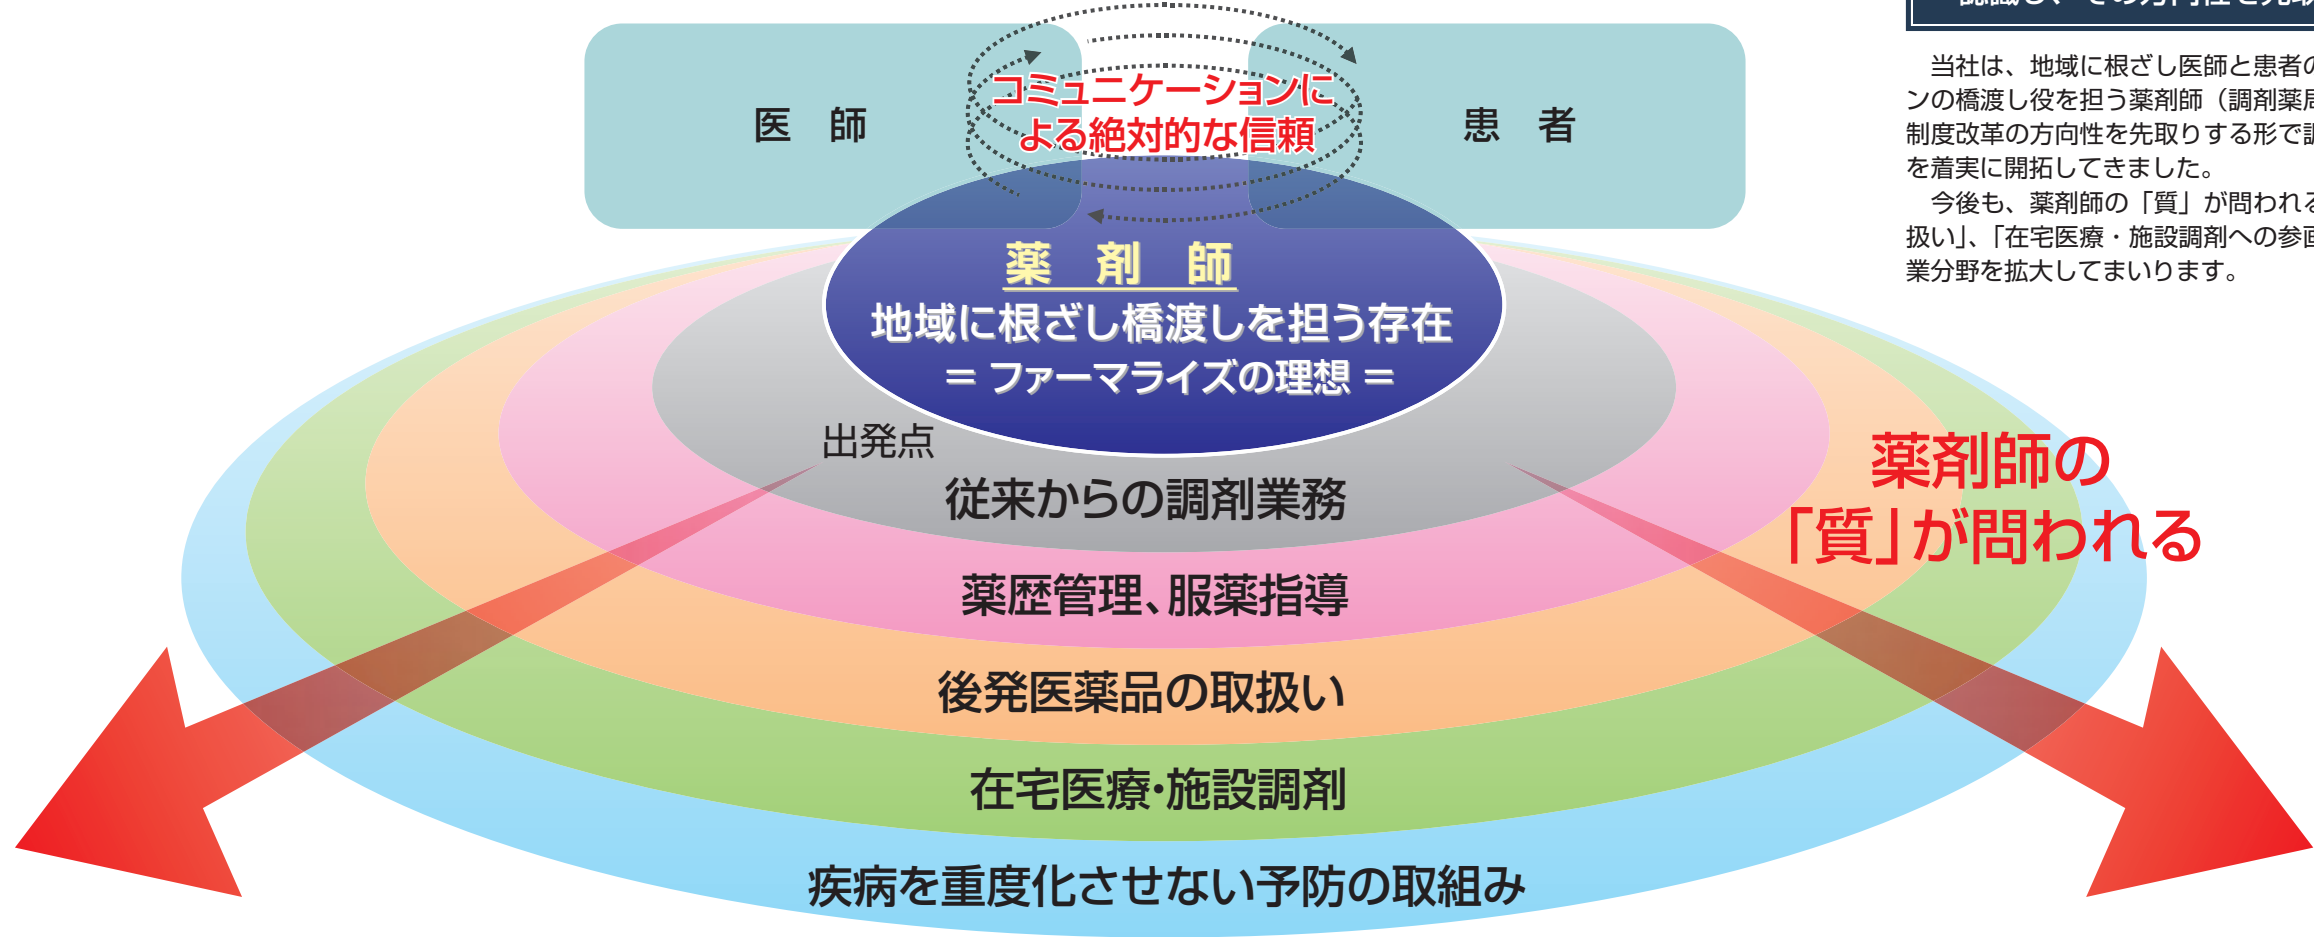 医 師
コミュニケーションに
よる絶対的な信頼
患 者
薬 剤 師
地域に根ざし橋渡しを担う存在
= ファーマライズの理想 =
出発点
従来からの調剤業務
薬歴管理、服薬指導
後発医薬品の取扱い
在宅医療・施設調剤
疾病を重度化させない予防の取組み
薬剤師の
「質」が問われる
当社は、地域に根ざし医師と患者の
ンの橋渡し役を担う薬剤師（調剤薬局
制度改革の方向性を先取りする形で調
を着実に開拓してきました。
今後も、薬剤師の「質」が問われる
扱い」、「在宅医療・施設調剤への参画
業分野を拡大してまいります。